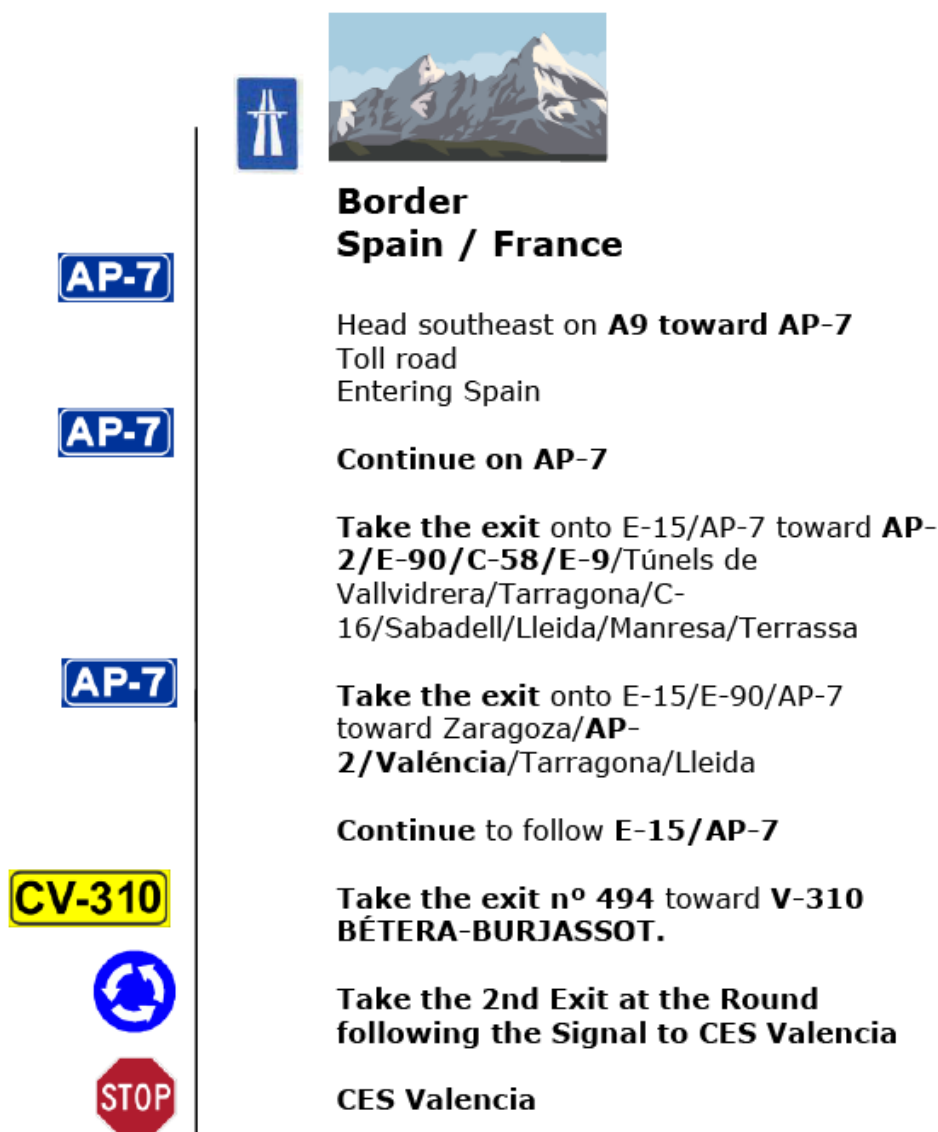 Border
Spain / France
AP-7
Head southeast on A9 toward AP-7
Toll road
Entering Spain
AP-7
Continue on AP-7
Take the exit onto E-15/AP-7 toward AP-
2/E-90/C-58/E-9/Túnels de
Vallvidrera/Tarragona/C-
16/Sabadell/Lleida/Manresa/Terrassa
AP-7
Take the exit onto E-15/E-90/AP-7
toward Zaragoza/AP-
2/Valéncia/Tarragona/Lleida
Continue to follow E-15/AP-7
CV-310
Take the exit nº 494 toward V-310
BÉTERA-BURJASSOT.
Take the 2nd Exit at the Round
following the Signal to CES Valencia
STOP
CES Valencia